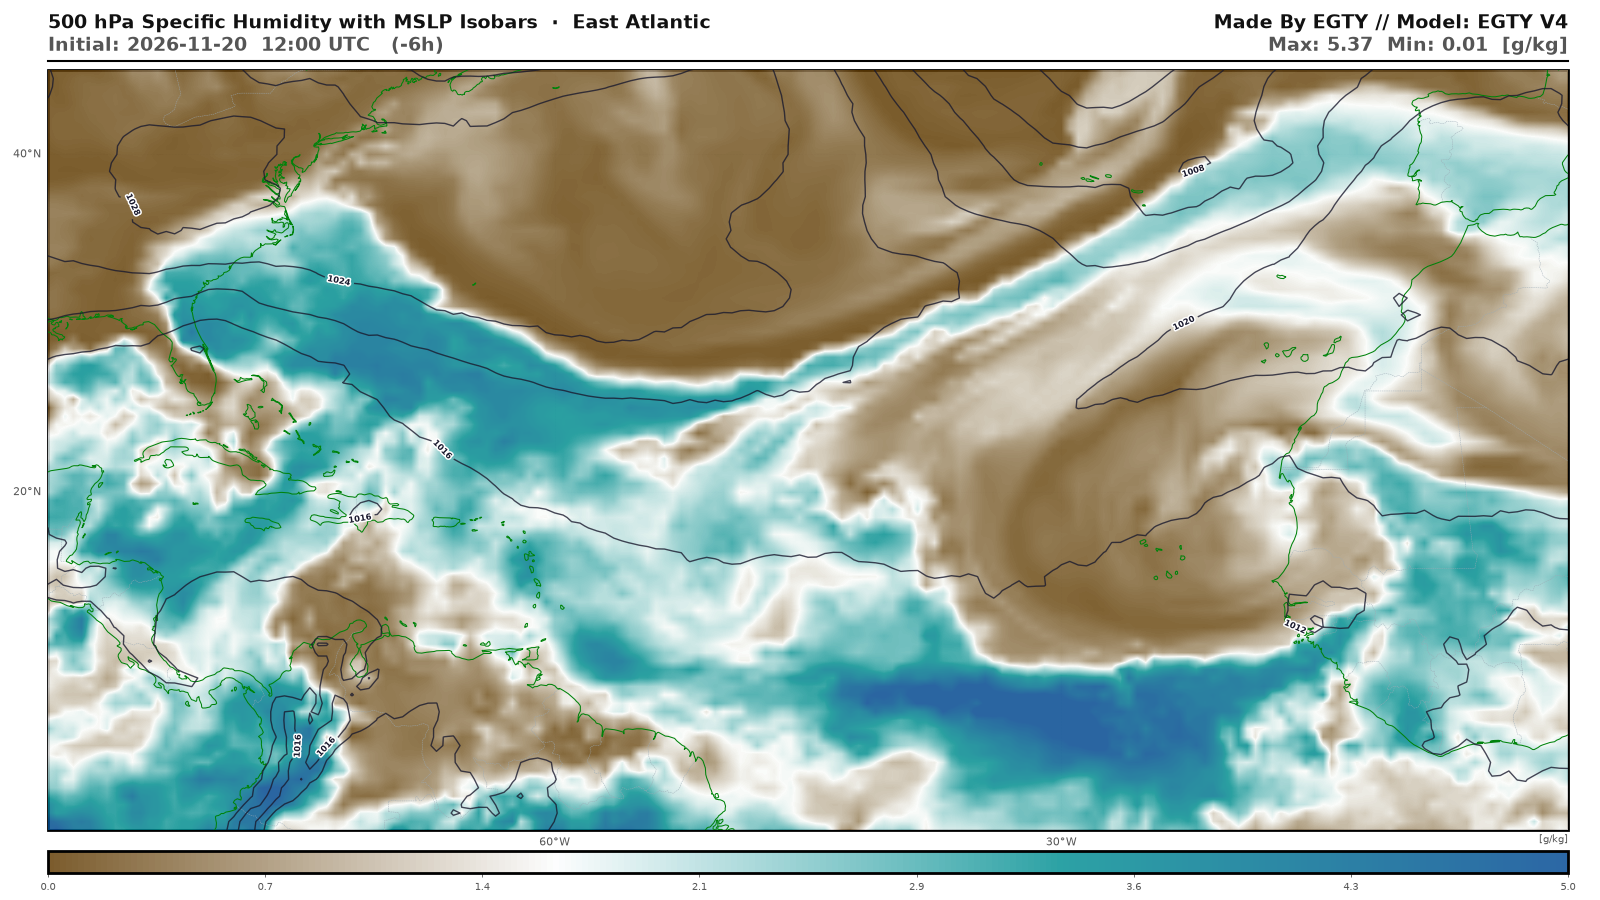 500 hPa Specific Humidity with MSLP Isobars · East Atlantic
Made By EGTY // Model: EGTY V4
Initial: 2026-11-20 12:00 UTC (-6h)
Max: 5.37 Min: 0.01 [g/kg]
40°N
1008
1028
1024
1020
1016
20°N
1016
1012
1016
1016
60°W
30°W
[g/kg]
0.0
0.7
1.4
2.1
2.9
3.6
4.3
5.0